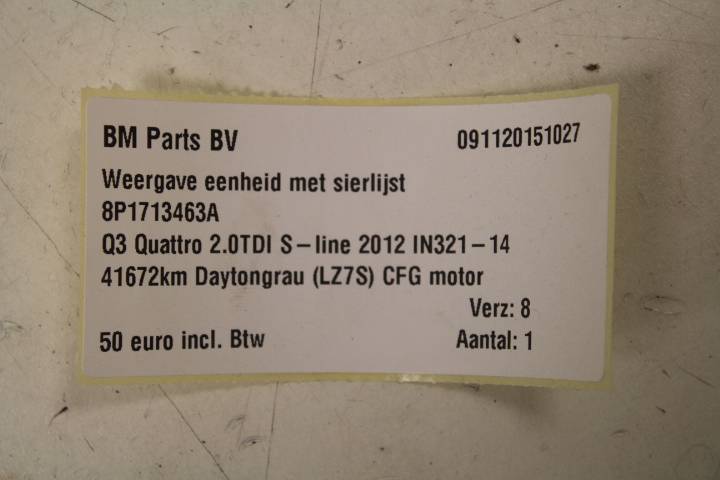 BM Parts BV 091120151027
Weergave eenheid met sierlijst
8P1713463A
Q3 Quattro 2.0TDI S-line 2012 IN321-14
41672km Daytongrau (LZ7S) CFG motor
Verz: 8
50 euro incl. Btw Aantal: 1